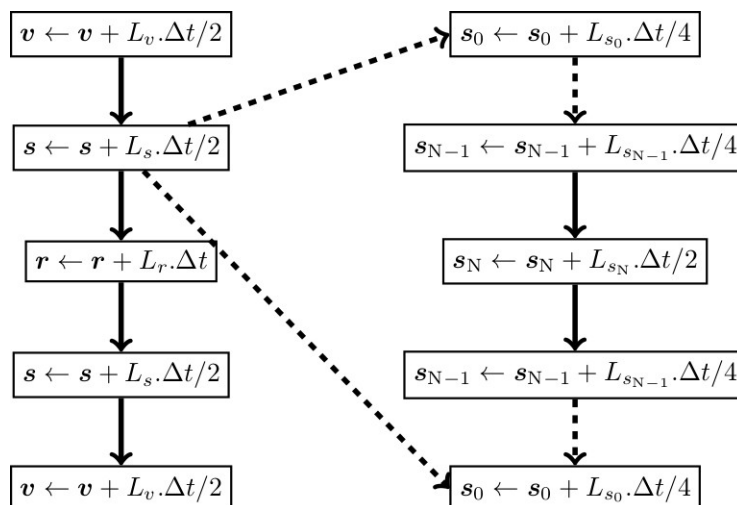 v ← v + L_v.Δt/2
s ← s + L_s.Δt/2
r ← r + L_r.Δt
s ← s + L_s.Δt/2
v ← v + L_v.Δt/2
s_0 ← s_0 + L_{s_0}.Δt/4
s_{N−1} ← s_{N−1} + L_{s_{N−1}}.Δt/4
s_N ← s_N + L_{s_N}.Δt/2
s_{N−1} ← s_{N−1} + L_{s_{N−1}}.Δt/4
s_0 ← s_0 + L_{s_0}.Δt/4